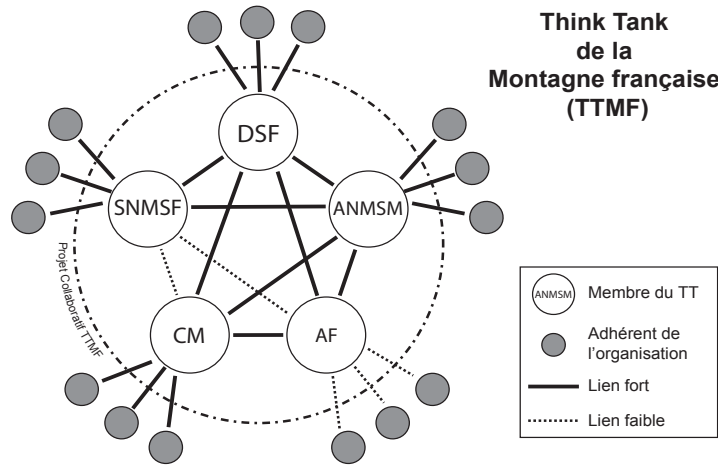 Think Tank
de la
Montagne française
(TTMF)
DSF
SNMSF
ANMSM
Projet Collaboratif TTMF
CM
AF
ANMSM
Membre du TT
Adhérent de
l'organisation
Lien fort
Lien faible